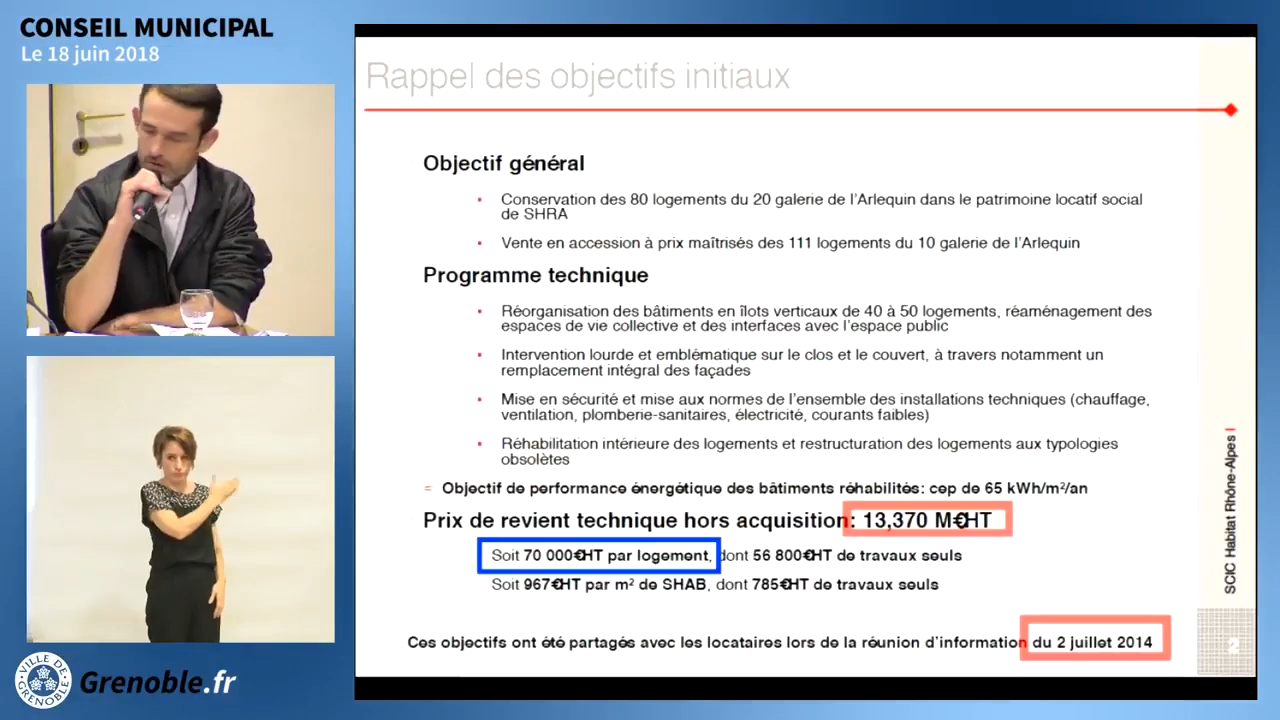 CONSEIL MUNICIPAL
Le 18 juin 2018
Rappel des objectifs initiaux
Objectif général
Conservation des 80 logements du 20 galerie de l'Arlequin dans le patrimoine locatif social
de SHRA
Vente en accession à prix maîtrisés des 111 logements du 10 galerie de l'Arlequin
Programme technique
Réorganisation des bâtiments en îlots verticaux de 40 à 50 logements, réaménagement des
espaces de vie collective et des interfaces avec l'espace public
Intervention lourde et emblématique sur le clos et le couvert, à travers notamment un
remplacement intégral des façades
Mise en sécurité et mise aux normes de l'ensemble des installations techniques (chauffage,
ventilation, plomberie-sanitaires, électricité, courants faibles)
Réhabilitation intérieure des logements et restructuration des logements aux typologies
obsolètes
= Objectif de performance énergétique des bâtiments réhabilités: cep de 65 kWh/m²/an
Prix de revient technique hors acquisition: 13,370 M€HT
Soit 70 000€HT par logement, dont 56 800€HT de travaux seuls
Soit 967€HT par m² de SHAB, dont 785€HT de travaux seuls
Ces objectifs ont été partagés avec les locataires lors de la réunion d'information du 2 juillet 2014
SCIC Habitat Rhône-Alpes
2
VILLE DE
GRENOBLE
Grenoble.fr